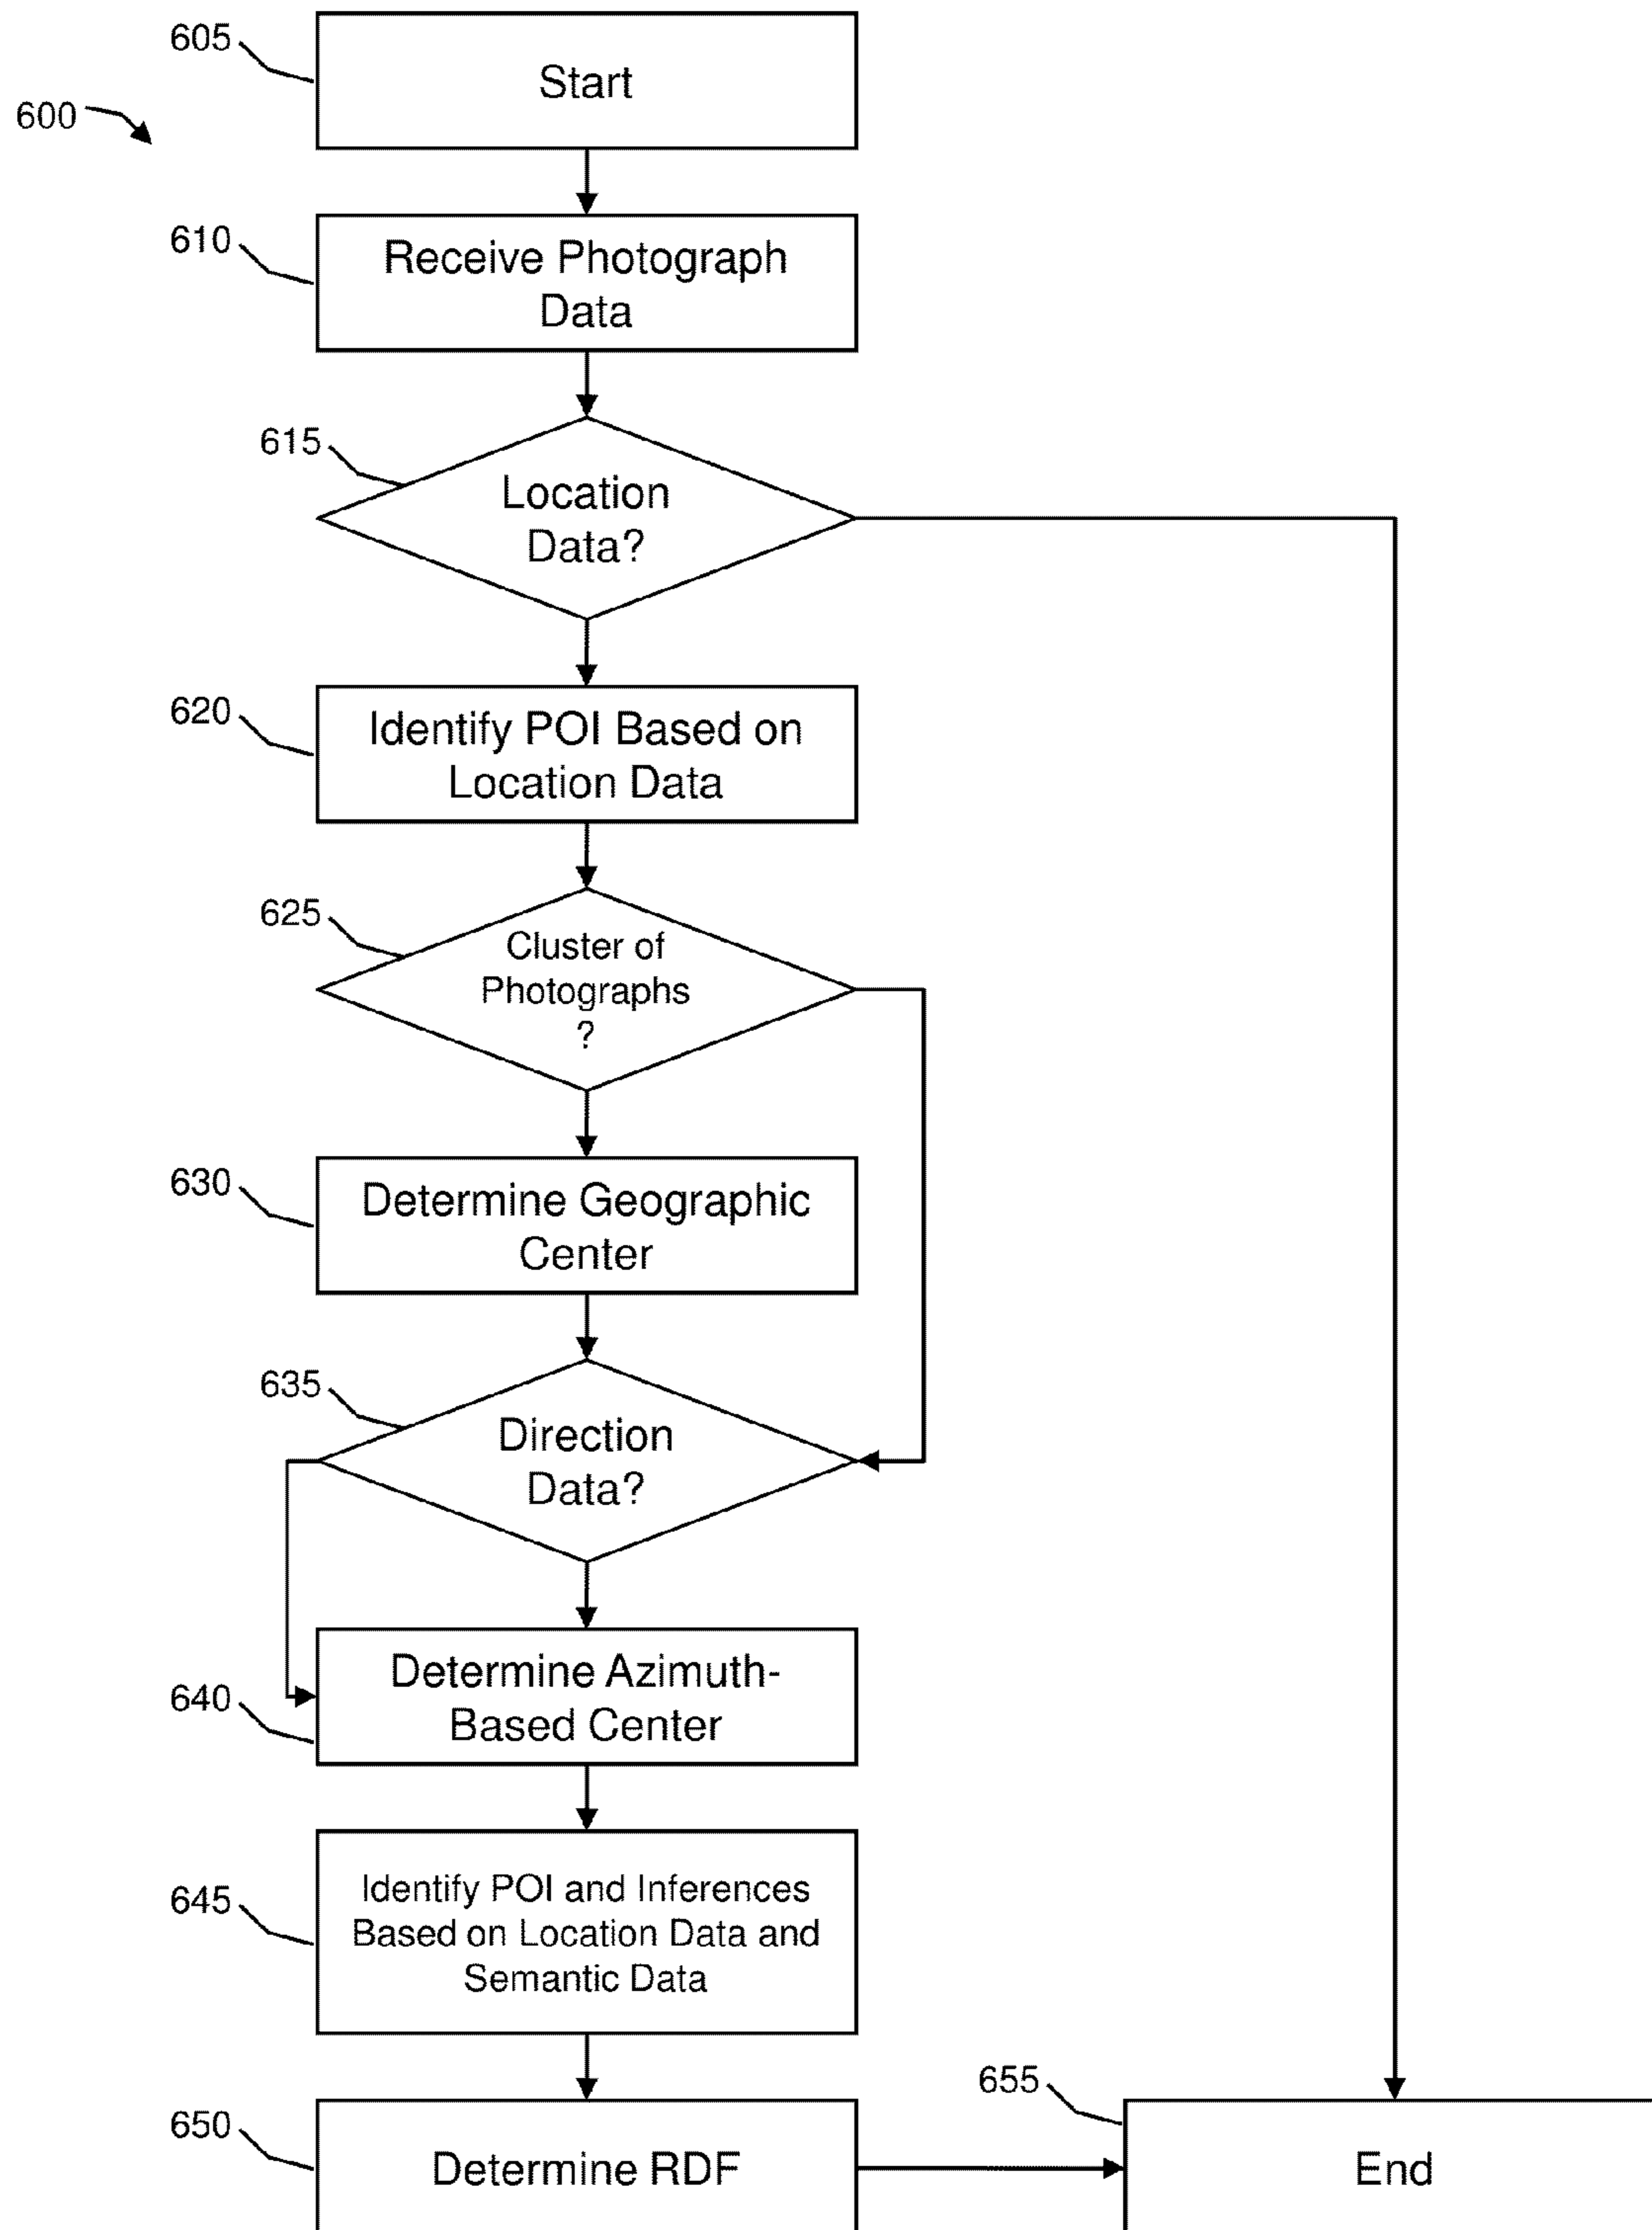 605
Start
600
610
Receive Photograph
Data
615
Location
Data?
620
Identify POI Based on
Location Data
625
Cluster of
Photographs
?
630
Determine Geographic
Center
635
Direction
Data?
640
Determine Azimuth-
Based Center
645
Identify POI and Inferences
Based on Location Data and
Semantic Data
650
Determine RDF
655
End